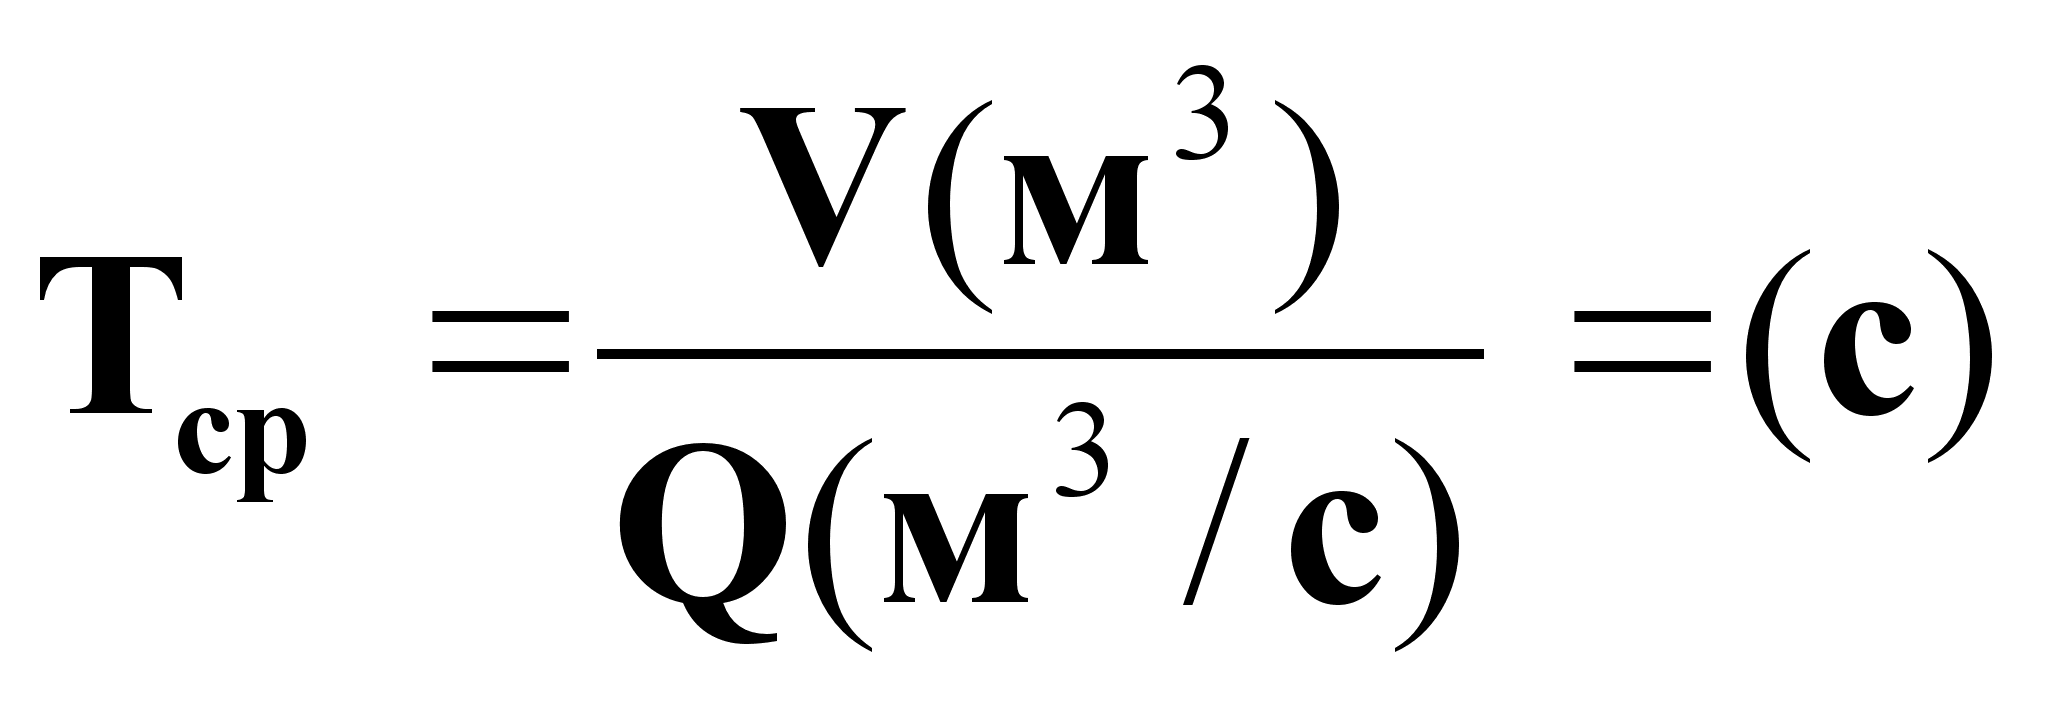 V(м³)
Tср = ——— = (с)
Q(м³/с)